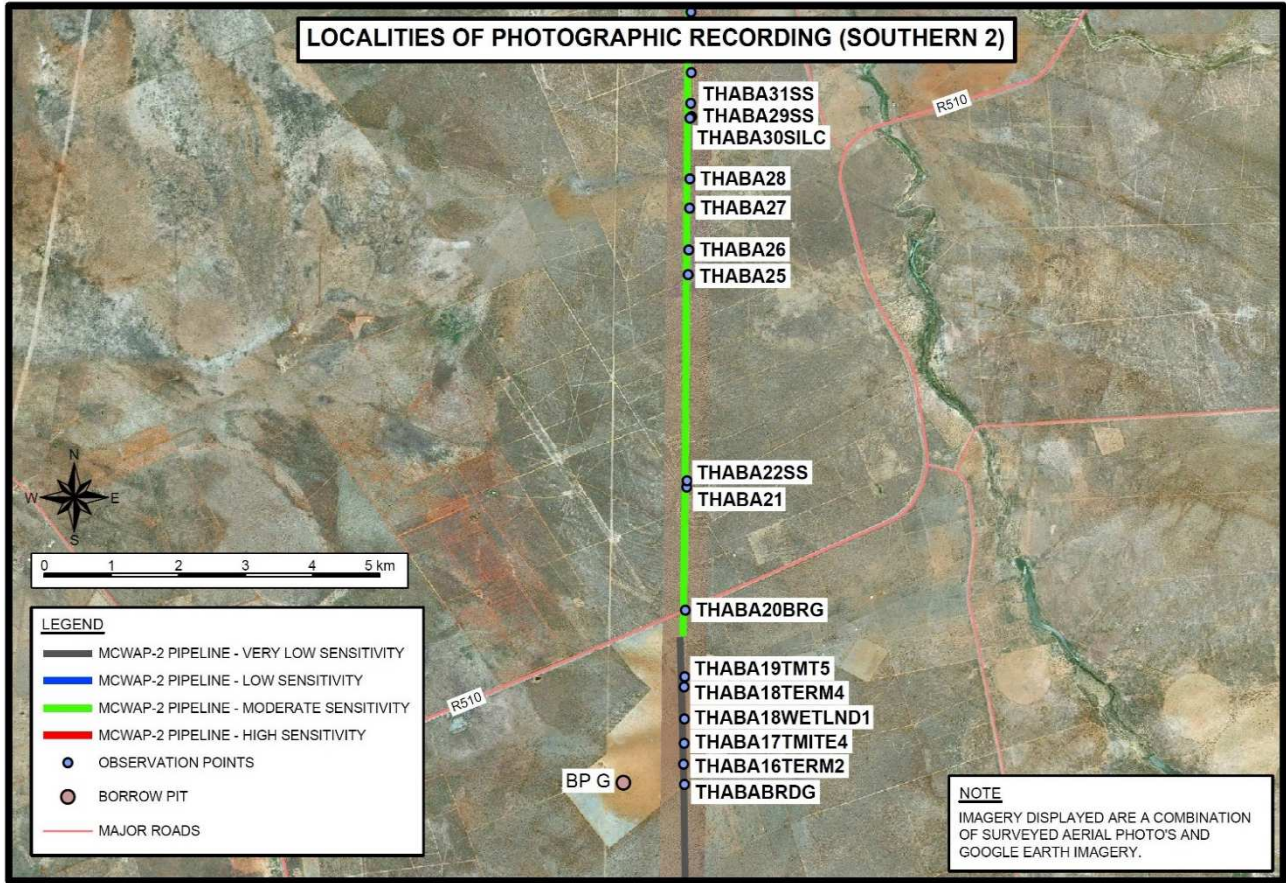 LOCALITIES OF PHOTOGRAPHIC RECORDING (SOUTHERN 2)
R510
THABA31SS
THABA29SS
THABA30SILC
THABA28
THABA27
THABA26
THABA25
THABA22SS
THABA21
N
W E
S
0 1 2 3 4 5 km
THABA20BRG
LEGEND
MCWAP-2 PIPELINE - VERY LOW SENSITIVITY
MCWAP-2 PIPELINE - LOW SENSITIVITY
MCWAP-2 PIPELINE - MODERATE SENSITIVITY
MCWAP-2 PIPELINE - HIGH SENSITIVITY
OBSERVATION POINTS
BORROW PIT
MAJOR ROADS
R510
THABA19TMT5
THABA18TERM4
THABA18WETLND1
THABA17TMITE4
THABA16TERM2
THABABRDG
BP G
NOTE
IMAGERY DISPLAYED ARE A COMBINATION
OF SURVEYED AERIAL PHOTO'S AND
GOOGLE EARTH IMAGERY.